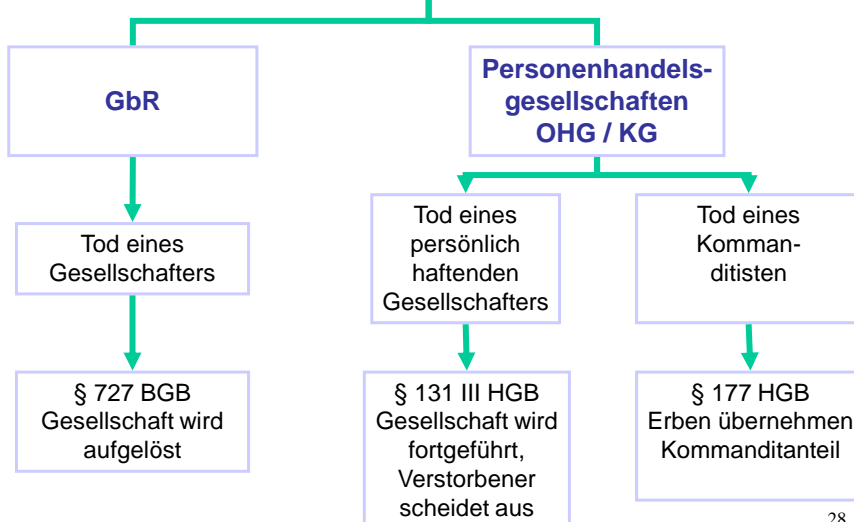 GbR
Personenhandels-
gesellschaften
OHG / KG
Tod eines
Gesellschafters
Tod eines
persönlich
haftenden
Gesellschafters
Tod eines
Komman-
ditisten
§ 727 BGB
Gesellschaft wird
aufgelöst
§ 131 III HGB
Gesellschaft wird
fortgeführt,
Verstorbener
scheidet aus
§ 177 HGB
Erben übernehmen
Kommanditanteil
28